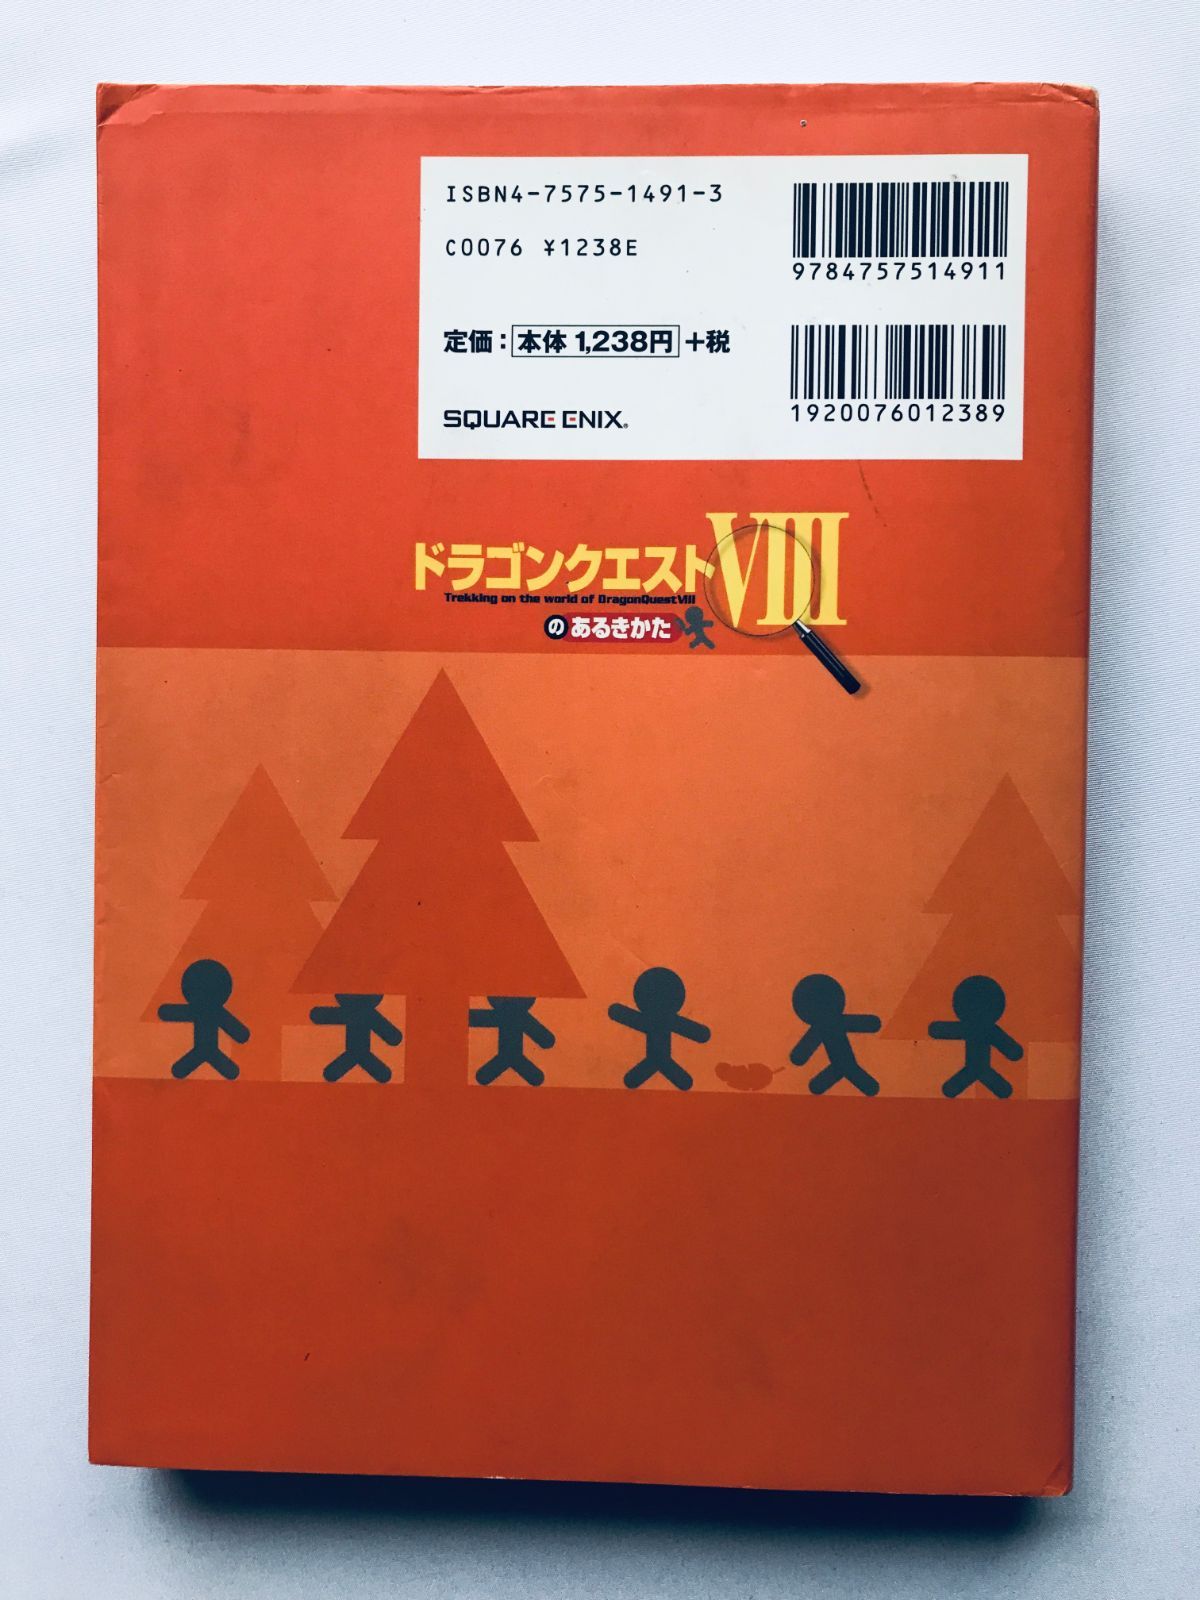 ISBN4-7575-1491-3
C0076 ¥1238E
9784757514911
定価：本体 1,238円+税
1920076012389
SQUARE ENIX®
ドラゴンクエストVIII
Trekking on the world of DragonQuestVIII
のあるきかた